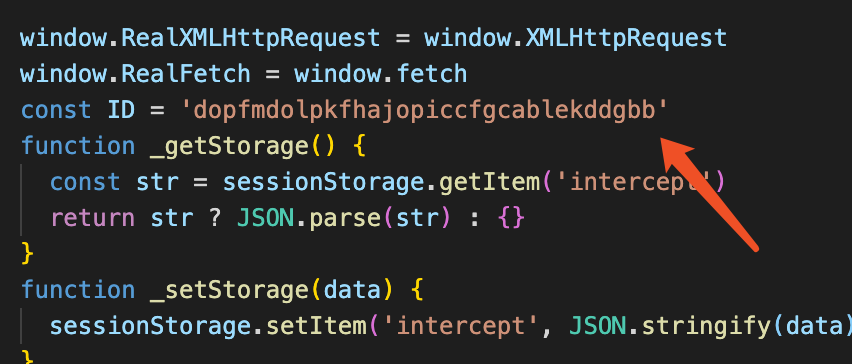 window.RealXMLHttpRequest = window.XMLHttpRequest
window.RealFetch = window.fetch
const ID = 'dopfmdolpkfhajopiccfgcablekddgbb'
function _getStorage() {
  const str = sessionStorage.getItem('intercept')
  return str ? JSON.parse(str) : {}
}
function _setStorage(data) {
  sessionStorage.setItem('intercept', JSON.stringify(data)
}